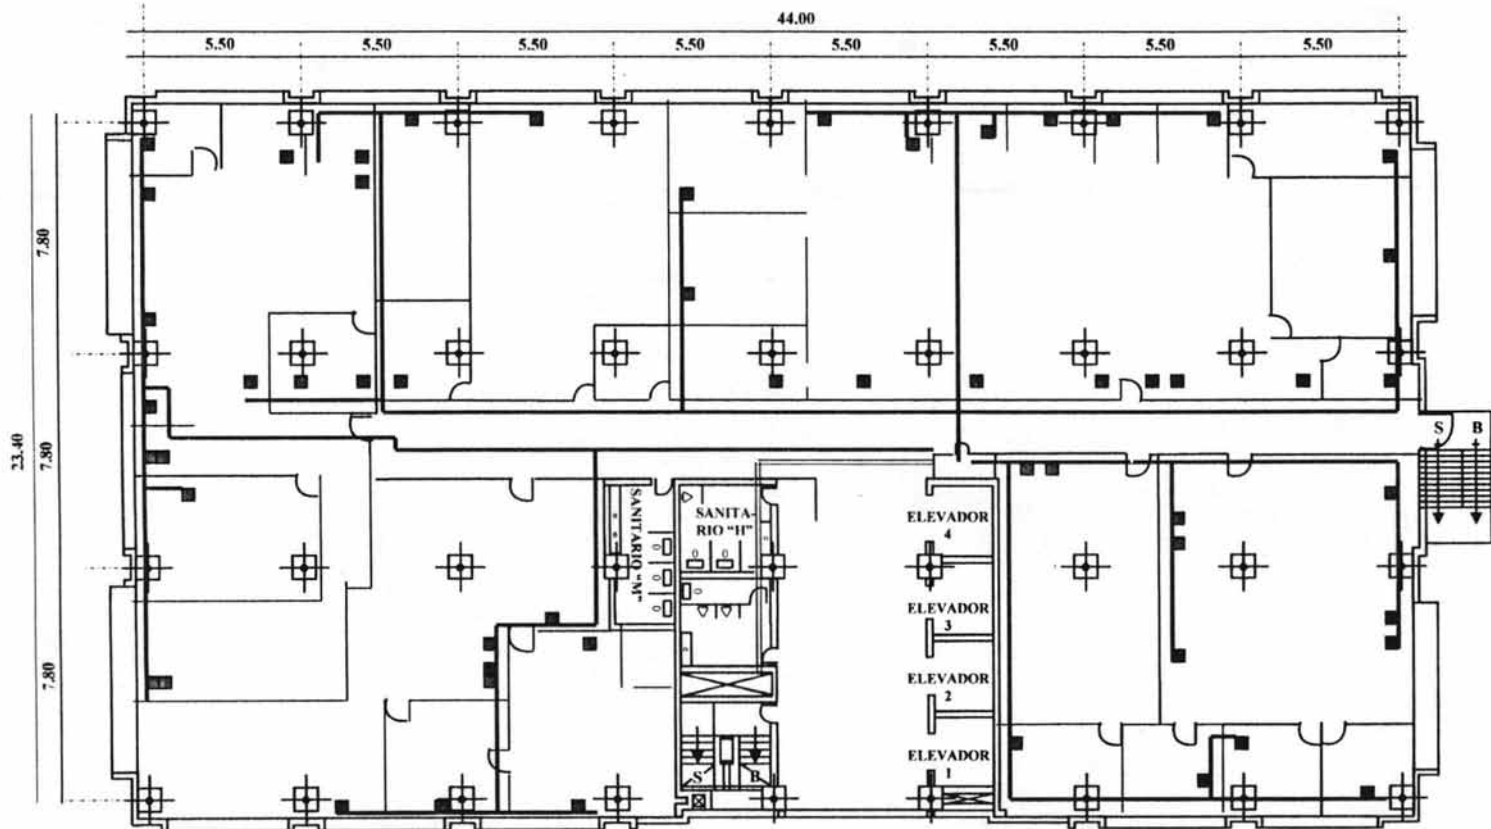 44.00
5.50 5.50 5.50 5.50 5.50 5.50 5.50 5.50
7.80
23.40
7.80
7.80
S B
SANITARIO "M"
SANITA-
RIO "H"
ELEVADOR
4
ELEVADOR
3
ELEVADOR
2
ELEVADOR
1
S B